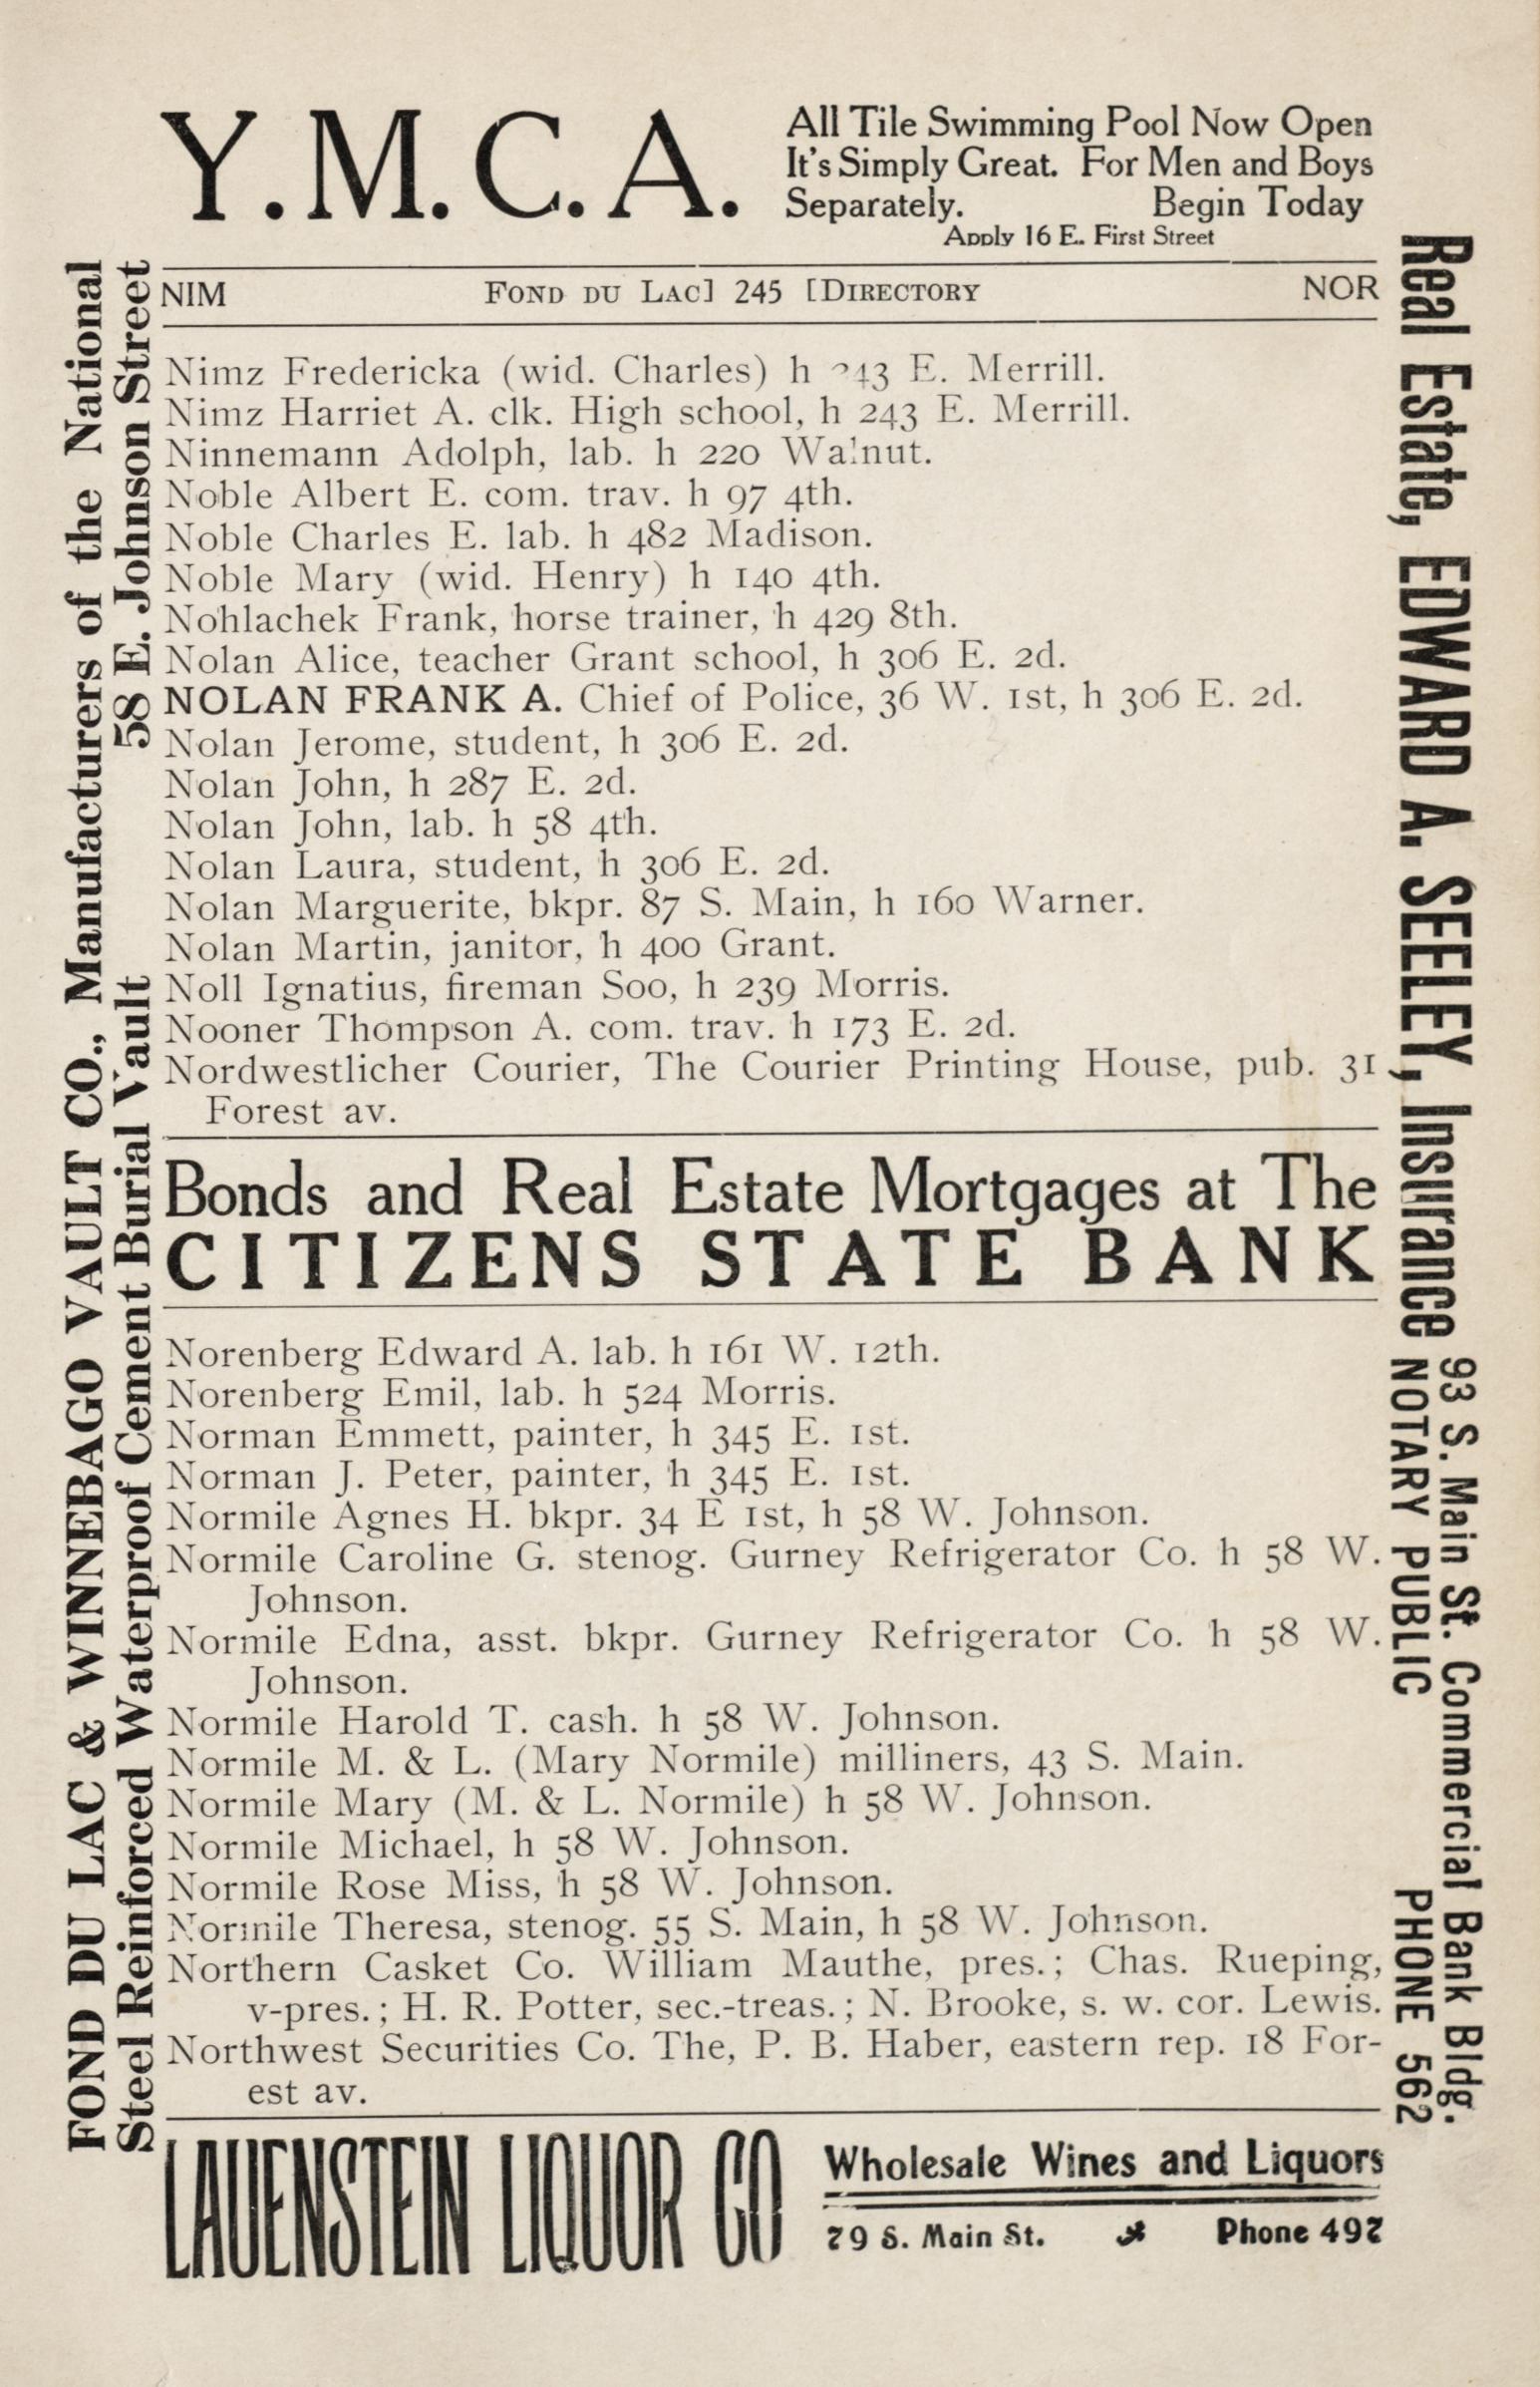 Y.M.C.A.
All Tile Swimming Pool Now Open
It's Simply Great. For Men and Boys
Separately. Begin Today
Apply 16 E. First Street
NIM FOND DU LAC] 245 [DIRECTORY NOR
Nimz Fredericka (wid. Charles) h 243 E. Merrill.
Nimz Harriet A. clk. High school, h 243 E. Merrill.
Ninnemann Adolph, lab. h 220 Walnut.
Noble Albert E. com. trav. h 97 4th.
Noble Charles E. lab. h 482 Madison.
Noble Mary (wid. Henry) h 140 4th.
Nohlachek Frank, horse trainer, h 429 8th.
Nolan Alice, teacher Grant school, h 306 E. 2d.
NOLAN FRANK A. Chief of Police, 36 W. 1st, h 306 E. 2d.
Nolan Jerome, student, h 306 E. 2d.
Nolan John, h 287 E. 2d.
Nolan John, lab. h 58 4th.
Nolan Laura, student, h 306 E. 2d.
Nolan Marguerite, bkpr. 87 S. Main, h 160 Warner.
Nolan Martin, janitor, h 400 Grant.
Noll Ignatius, fireman Soo, h 239 Morris.
Nooner Thompson A. com. trav. h 173 E. 2d.
Nordwestlicher Courier, The Courier Printing House, pub. 31
Forest av.
Bonds and Real Estate Mortgages at The
CITIZENS STATE BANK
Norenberg Edward A. lab. h 161 W. 12th.
Norenberg Emil, lab. h 524 Morris.
Norman Emmett, painter, h 345 E. 1st.
Norman J. Peter, painter, h 345 E. 1st.
Normile Agnes H. bkpr. 34 E 1st, h 58 W. Johnson.
Normile Caroline G. stenog. Gurney Refrigerator Co. h 58 W.
Johnson.
Normile Edna, asst. bkpr. Gurney Refrigerator Co. h 58 W.
Johnson.
Normile Harold T. cash. h 58 W. Johnson.
Normile M. & L. (Mary Normile) milliners, 43 S. Main.
Normile Mary (M. & L. Normile) h 58 W. Johnson.
Normile Michael, h 58 W. Johnson.
Normile Rose Miss, h 58 W. Johnson.
Normile Theresa, stenog. 55 S. Main, h 58 W. Johnson.
Northern Casket Co. William Mauthe, pres.; Chas. Rueping,
v-pres.; H. R. Potter, sec.-treas.; N. Brooke, s. w. cor. Lewis.
Northwest Securities Co. The, P. B. Haber, eastern rep. 18 For-
est av.
LAUENSTEIN LIQUOR CO
Wholesale Wines and Liquors
79 S. Main St. Phone 497
FOND DU LAC & WINNEBAGO VAULT CO., Manufacturers of the National
Steel Reinforced Waterproof Cement Burial Vault 58 E. Johnson Street
Real Estate, EDWARD A. SEELEY, Insurance
93 S. Main St. Commercial Bank Bldg.
NOTARY PUBLIC PHONE 562